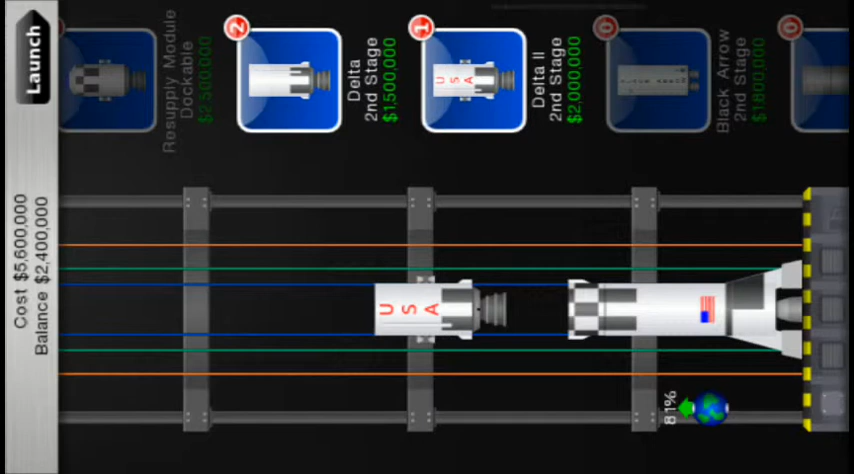 Launch
Cost $5,600,000
Balance $2,400,000
Resupply Module
Dockable
$2,500,000
2
Delta
2nd Stage
$1,500,000
1
Delta II
2nd Stage
$2,000,000
0
Black Arrow
2nd Stage
$1,800,000
0
U S A
U S A
81%